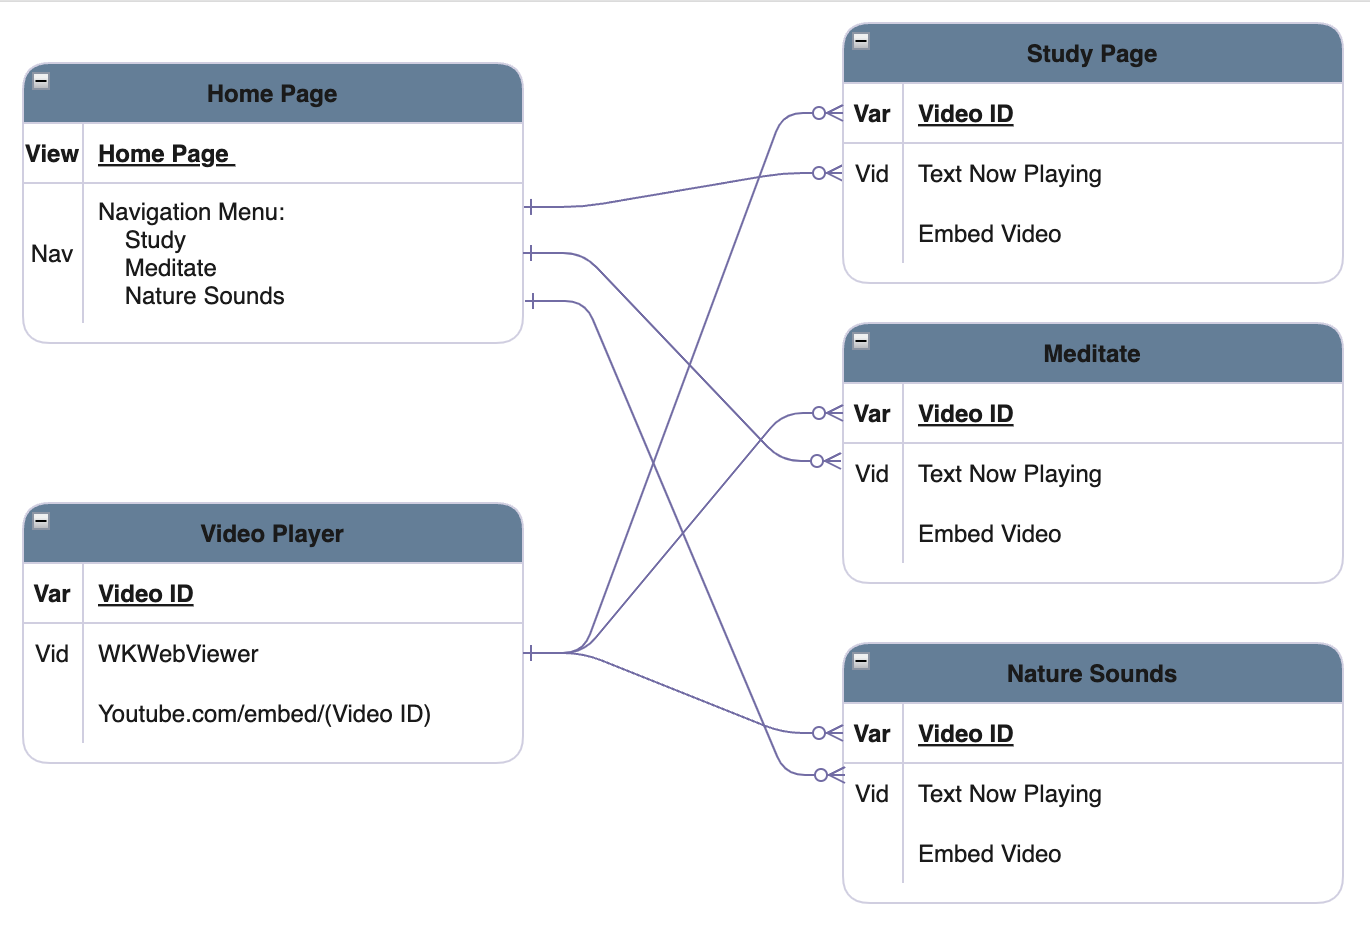 Home Page
View Home Page
Nav Navigation Menu:
Study
Meditate
Nature Sounds
Video Player
Var Video ID
Vid WKWebViewer
Youtube.com/embed/(Video ID)
Study Page
Var Video ID
Vid Text Now Playing
Embed Video
Meditate
Var Video ID
Vid Text Now Playing
Embed Video
Nature Sounds
Var Video ID
Vid Text Now Playing
Embed Video